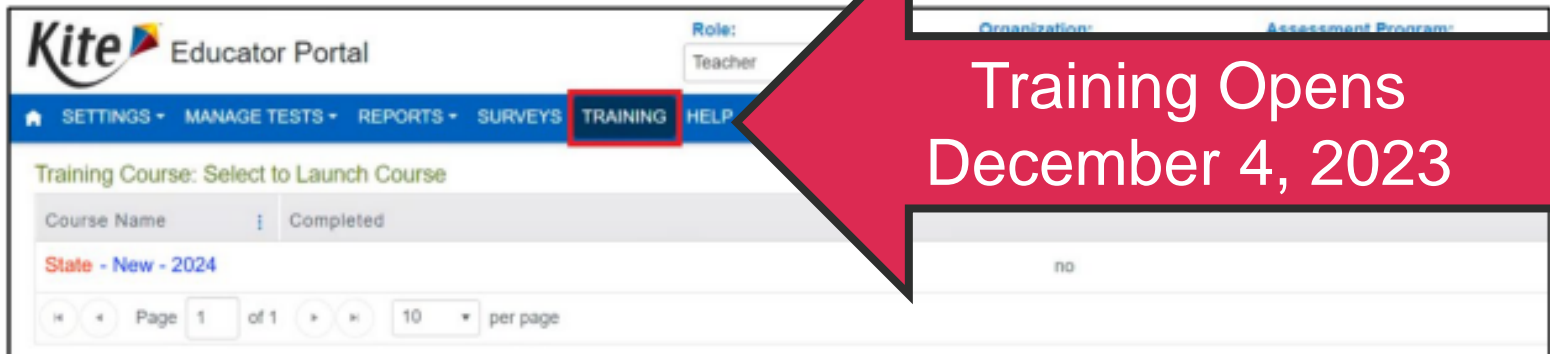 Kite Educator Portal
Role: Organization: Assessment Program:
Teacher
SETTINGS MANAGE TESTS REPORTS SURVEYS TRAINING HELP
Training Opens
December 4, 2023
Training Course: Select to Launch Course
Course Name Completed
State - New - 2024 no
Page 1 of 1 10 per page